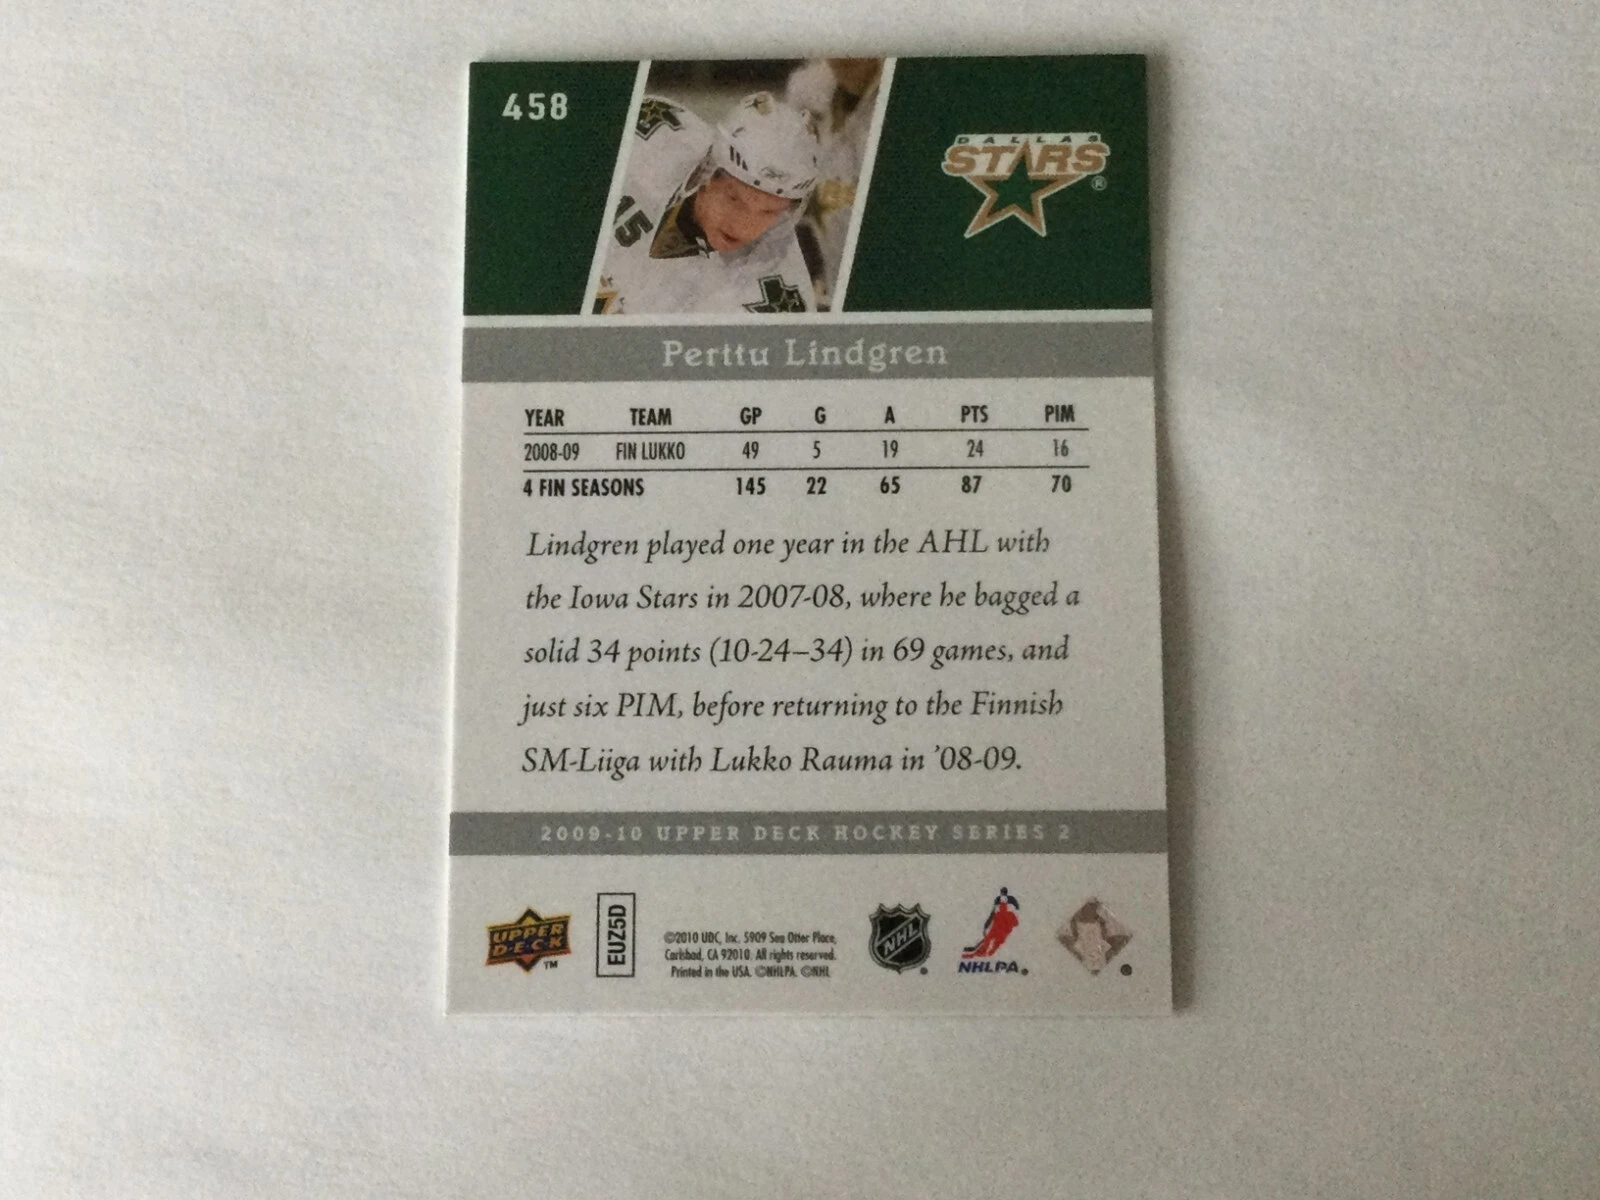 458
DALLAS
STARS
®
15
Perttu Lindgren
YEAR TEAM GP G A PTS PIM
2008-09 FIN LUKKO 49 5 19 24 16
4 FIN SEASONS 145 22 65 87 70
Lindgren played one year in the AHL with
the Iowa Stars in 2007-08, where he bagged a
solid 34 points (10-24–34) in 69 games, and
just six PIM, before returning to the Finnish
SM-Liiga with Lukko Rauma in '08-09.
2009-10 UPPER DECK HOCKEY SERIES 2
UPPER
DECK
™
EUZ5D
©2010 UDC, Inc. 5909 Sea Otter Place,
Carlsbad, CA 92010. All rights reserved.
Printed in the USA. ©NHLPA. ©NHL
NHL
NHLPA